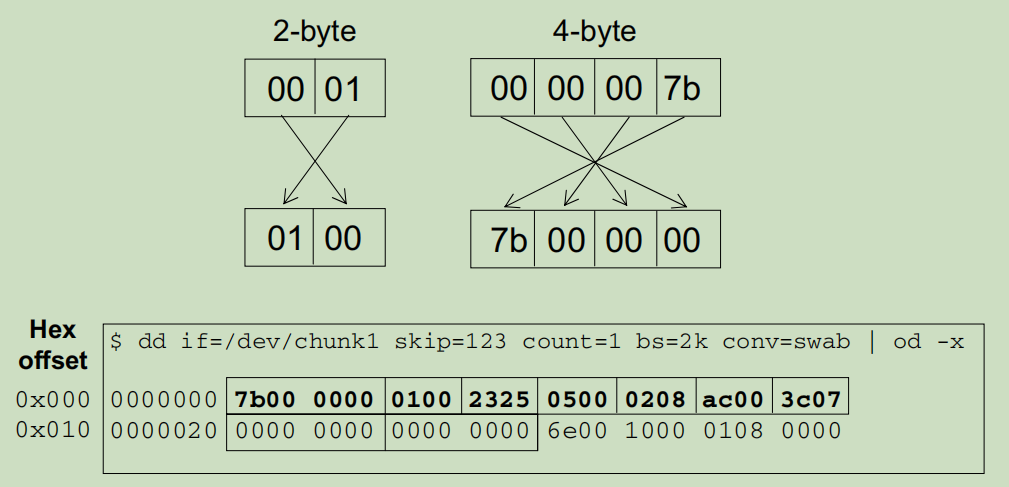 2-byte 4-byte
00 01 00 00 00 7b
01 00 7b 00 00 00
Hex
offset
$ dd if=/dev/chunk1 skip=123 count=1 bs=2k conv=swab | od -x
0x000 0000000 7b00 0000 0100 2325 0500 0208 ac00 3c07
0x010 0000020 0000 0000 0000 0000 6e00 1000 0108 0000